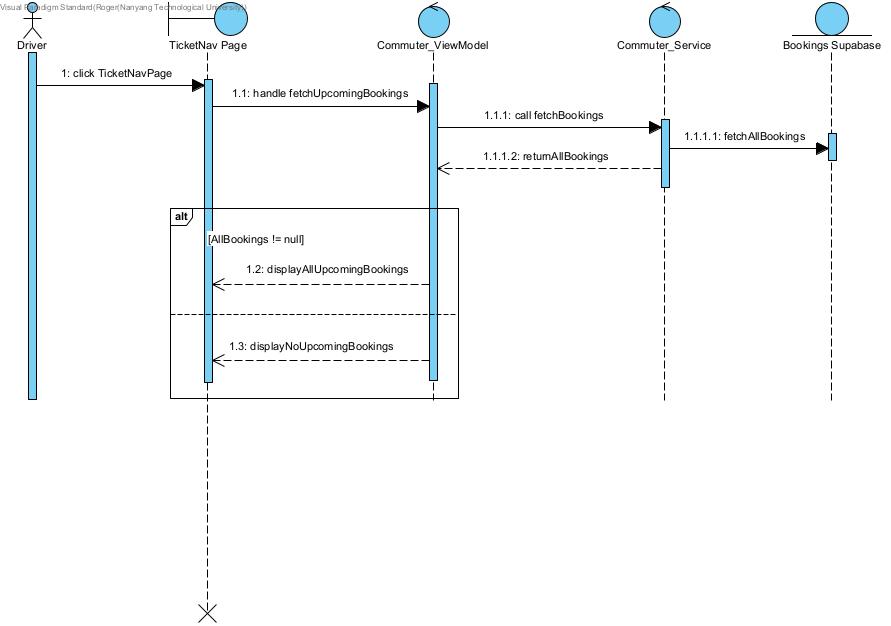 Visual Paradigm Standard(Roger(Nanyang Technological University))
Driver
TicketNav Page
Commuter_ViewModel
Commuter_Service
Bookings Supabase
1: click TicketNavPage
1.1: handle fetchUpcomingBookings
1.1.1: call fetchBookings
1.1.1.1: fetchAllBookings
1.1.1.2: returnAllBookings
alt
[AllBookings != null]
1.2: displayAllUpcomingBookings
1.3: displayNoUpcomingBookings